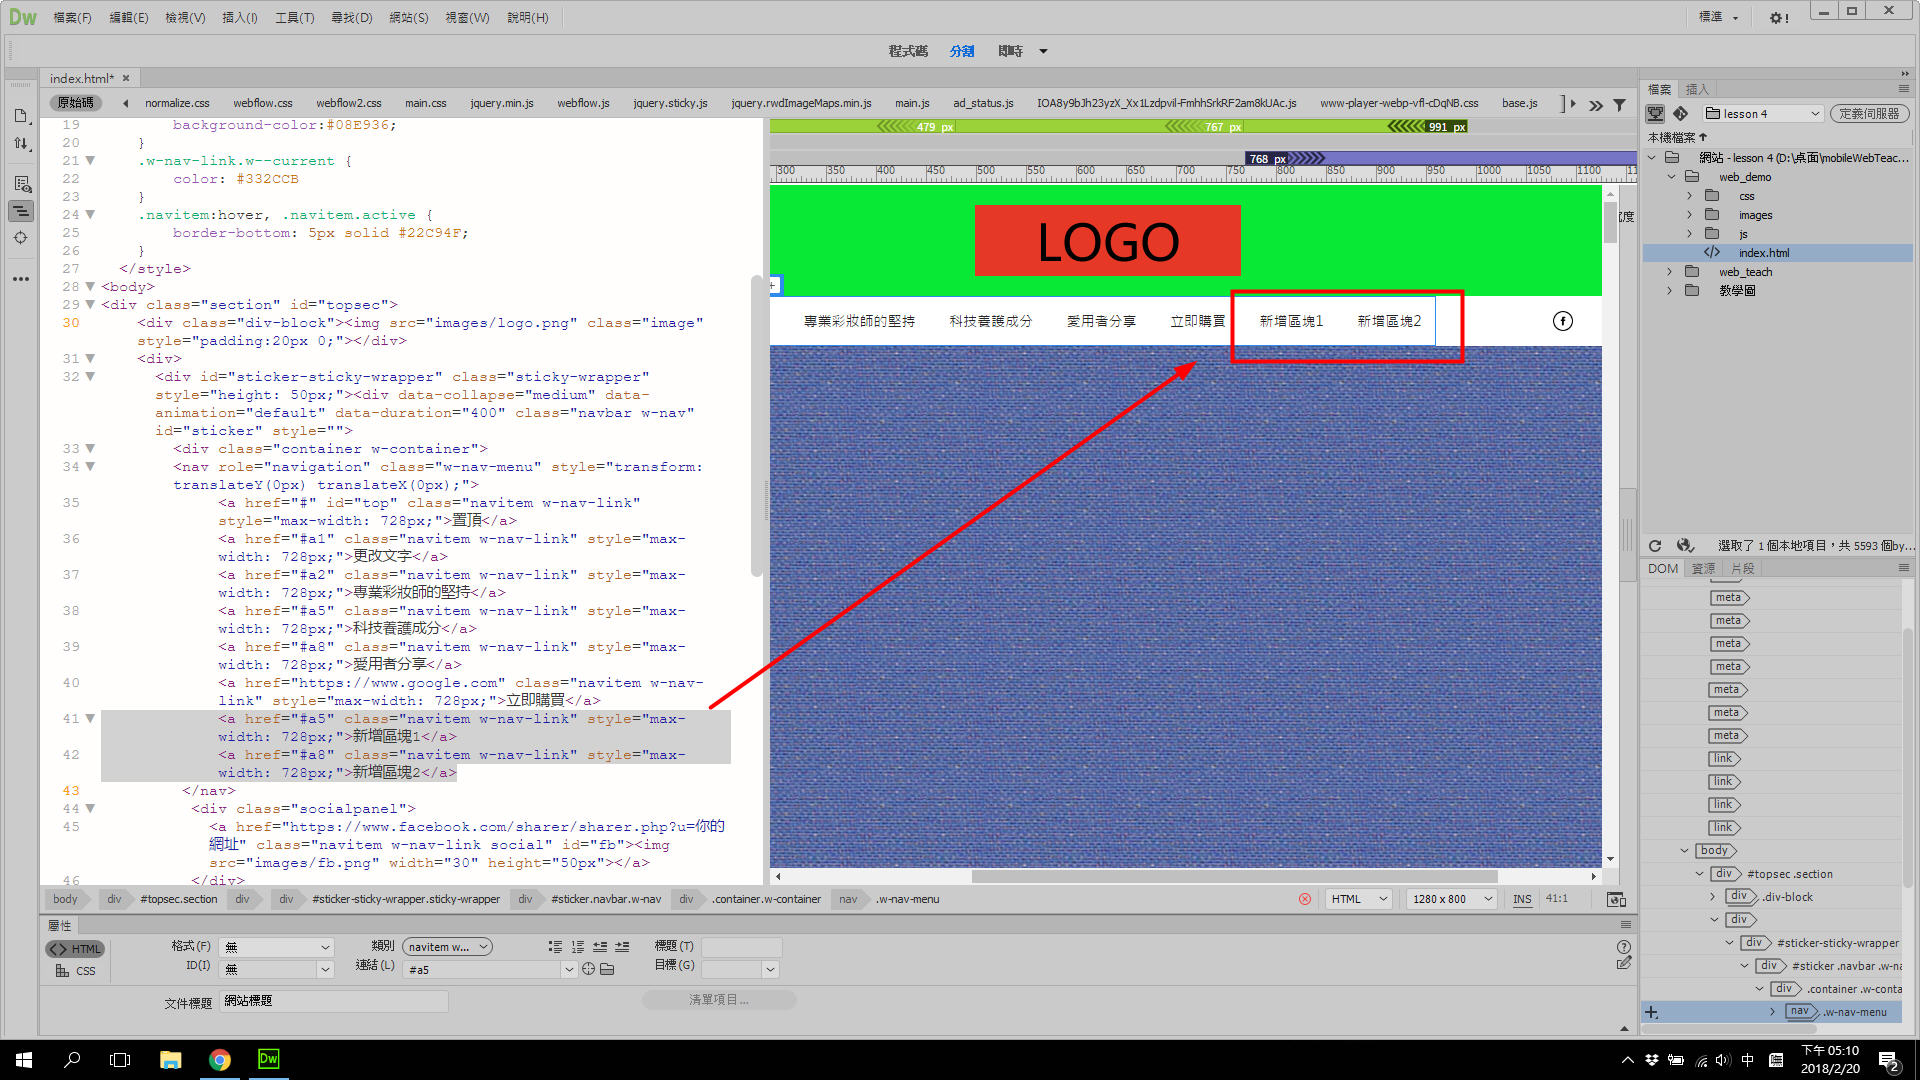 Dw 檔案(F) 編輯(E) 檢視(V) 插入(I) 工具(T) 尋找(D) 網站(S) 視窗(W) 說明(H) 標準
程式碼 分割 即時
index.html*
原始碼 normalize.css webflow.css webflow2.css main.css jquery.min.js webflow.js jquery.sticky.js jquery.rwdImageMaps.min.js main.js ad_status.js IOA8y9bJh23yzX_Xx1Lzdpvil-FmhhSrkRF2am8kUAc.js www-player-webp-vfl-cDqNB.css base.js
19 background-color:#08E936;
20 }
21 .w-nav-link.w--current {
22 color: #332CCB
23 }
24 .navitem:hover, .navitem.active {
25 border-bottom: 5px solid #22C94F;
26 }
27 </style>
28 <body>
29 <div class="section" id="topsec">
30 <div class="div-block"><img src="images/logo.png" class="image"
style="padding:20px 0;"></div>
31 <div>
32 <div id="sticker-sticky-wrapper" class="sticky-wrapper"
style="height: 50px;"><div data-collapse="medium" data-
animation="default" data-duration="400" class="navbar w-nav"
id="sticker" style="">
33 <div class="container w-container">
34 <nav role="navigation" class="w-nav-menu" style="transform:
translateY(0px) translateX(0px);">
35 <a href="#" id="top" class="navitem w-nav-link"
style="max-width: 728px;">置頂</a>
36 <a href="#a1" class="navitem w-nav-link" style="max-
width: 728px;">更改文字</a>
37 <a href="#a2" class="navitem w-nav-link" style="max-
width: 728px;">專業彩妝師的堅持</a>
38 <a href="#a5" class="navitem w-nav-link" style="max-
width: 728px;">科技養護成分</a>
39 <a href="#a8" class="navitem w-nav-link" style="max-
width: 728px;">愛用者分享</a>
40 <a href="https://www.google.com" class="navitem w-nav-
link" style="max-width: 728px;">立即購買</a>
41 <a href="#a5" class="navitem w-nav-link" style="max-
width: 728px;">新增區塊1</a>
42 <a href="#a8" class="navitem w-nav-link" style="max-
width: 728px;">新增區塊2</a>
43 </nav>
44 <div class="socialpanel">
45 <a href="https://www.facebook.com/sharer/sharer.php?u=你的
網址" class="navitem w-nav-link social" id="fb"><img
src="images/fb.png" width="30" height="50px"></a>
46 </div>
479 px 767 px 991 px
768 px
300 350 400 450 500 550 600 650 700 750 800 850 900 950 1000 1050 1100
LOGO
專業彩妝師的堅持 科技養護成分 愛用者分享 立即購買 新增區塊1 新增區塊2
body div #topsec.section div div #sticker-sticky-wrapper.sticky-wrapper div #sticker.navbar.w-nav div .container.w-container nav .w-nav-menu HTML 1280 x 800 INS 41:1
屬性
HTML 格式(F) 無 類別 navitem w... 標題(T)
CSS ID(I) 無 連結(L) #a5 目標(G)
文件標題 網站標題 清單項目...
檔案 插入
lesson 4 定義伺服器
本機檔案
網站 - lesson 4 (D:\桌面\mobileWebTeac...
web_demo
css
images
js
index.html
web_teach
教學圖
選取了 1 個本地項目，共 5593 個by...
DOM 資源 片段
meta
meta
meta
meta
meta
meta
meta
link
link
link
link
body
div #topsec .section
div .div-block
div
div #sticker-sticky-wrapper
div #sticker .navbar .w-na
div .container .w-conta
nav .w-nav-menu
Dw
中
下午 05:10
2018/2/20
2